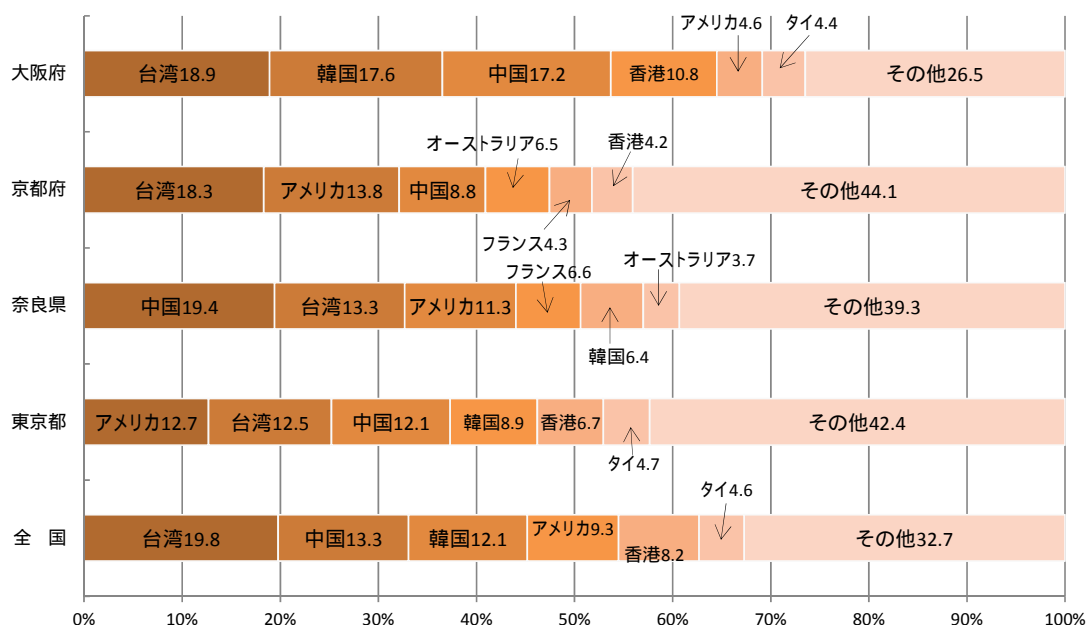 アメリカ4.6 タイ4.4
大阪府 台湾18.9 韓国17.6 中国17.2 香港10.8 その他26.5
オーストラリア6.5 香港4.2
京都府 台湾18.3 アメリカ13.8 中国8.8 その他44.1
フランス4.3
オーストラリア3.7
フランス6.6
奈良県 中国19.4 台湾13.3 アメリカ11.3 その他39.3
韓国6.4
東京都 アメリカ12.7 台湾12.5 中国12.1 韓国8.9 香港6.7 その他42.4
タイ4.7
タイ4.6
全 国 台湾19.8 中国13.3 韓国12.1 アメリカ9.3 香港8.2 その他32.7
0% 10% 20% 30% 40% 50% 60% 70% 80% 90% 100%